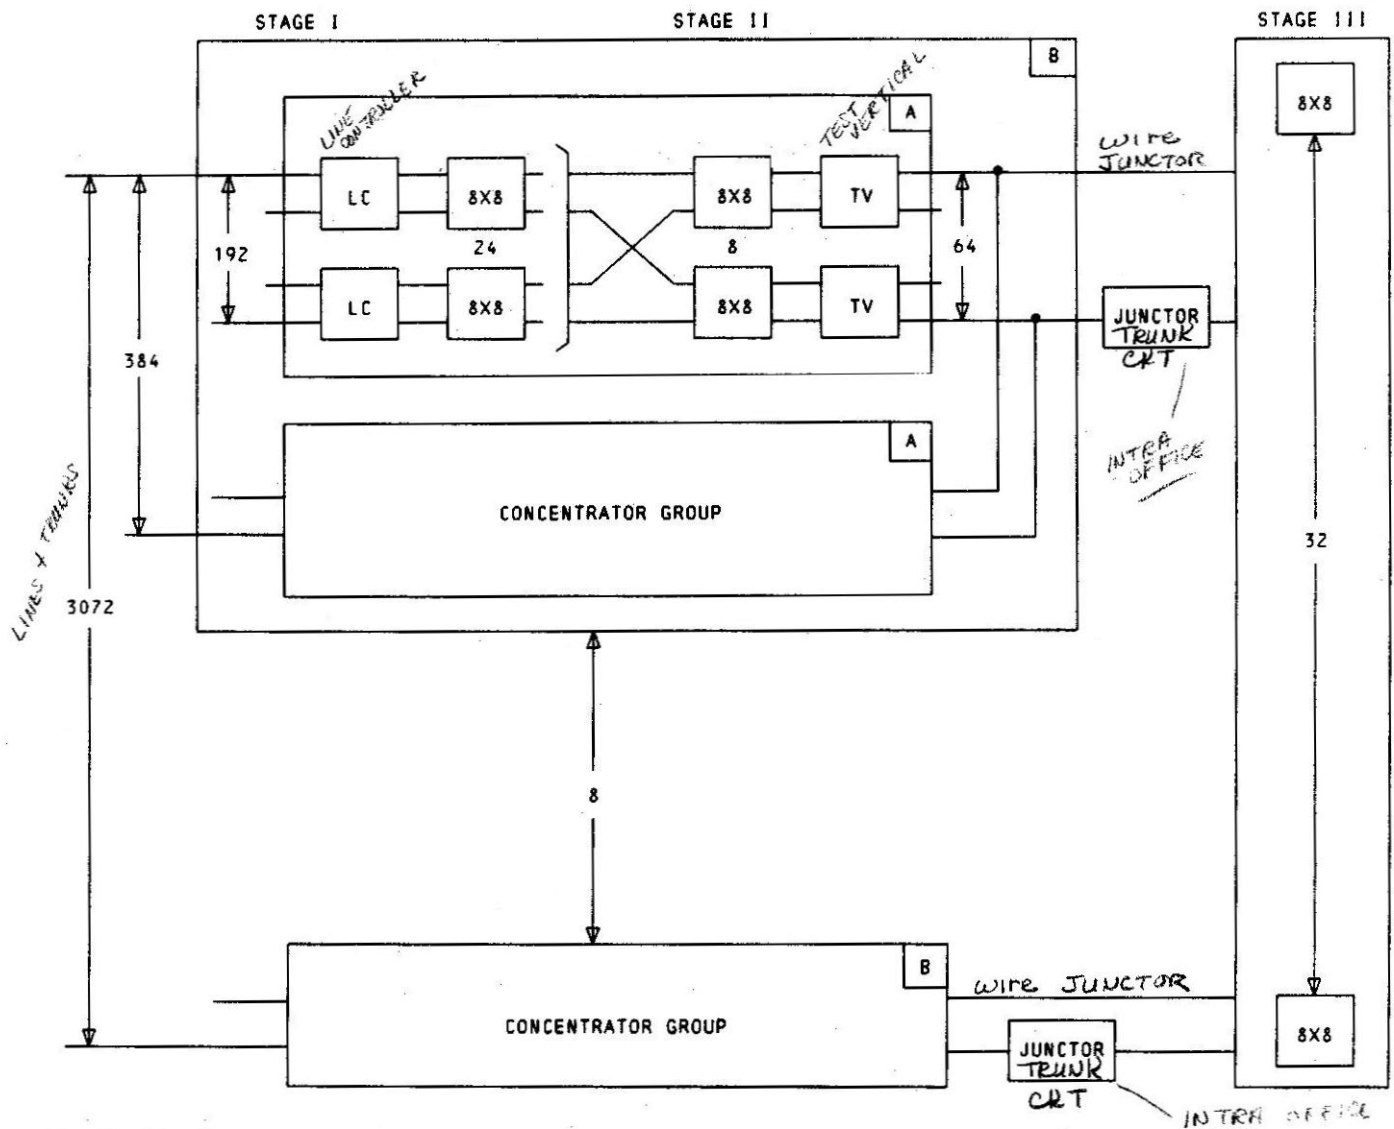 STAGE I
STAGE II
STAGE III
B
8X8
LINE
CONTROLLER
A
TEST
VERTICAL
WIRE
JUNCTOR
LC
8X8
8X8
TV
192
24
8
64
LC
8X8
8X8
TV
JUNCTOR
TRUNK
CKT
384
A
INTRA
OFFICE
CONCENTRATOR GROUP
32
LINES & TRUNKS
3072
8
B
WIRE JUNCTOR
CONCENTRATOR GROUP
JUNCTOR
TRUNK
CKT
8X8
INTRA OFFICE